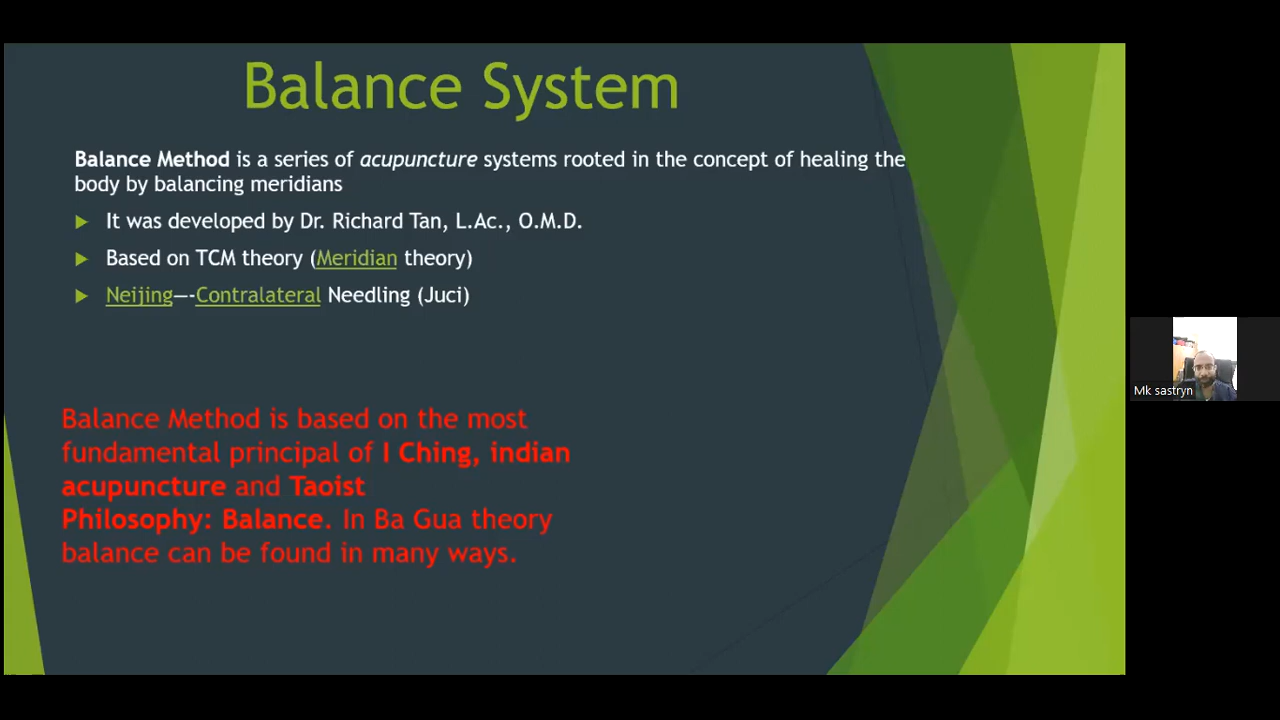 Balance System
Balance Method is a series of acupuncture systems rooted in the concept of healing the
body by balancing meridians
It was developed by Dr. Richard Tan, L.Ac., O.M.D.
Based on TCM theory (Meridian theory)
Neijing—-Contralateral Needling (Juci)
Balance Method is based on the most
fundamental principal of I Ching, indian
acupuncture and Taoist
Philosophy: Balance. In Ba Gua theory
balance can be found in many ways.
Mk sastryn